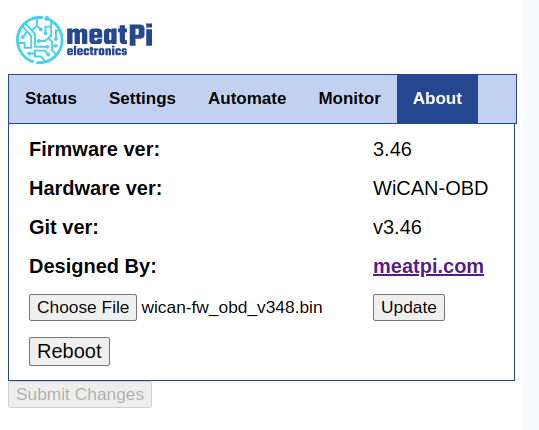 meatPi
electronics
Status Settings Automate Monitor About
Firmware ver: 3.46
Hardware ver: WiCAN-OBD
Git ver: v3.46
Designed By: meatpi.com
Choose File wican-fw_obd_v348.bin Update
Reboot
Submit Changes